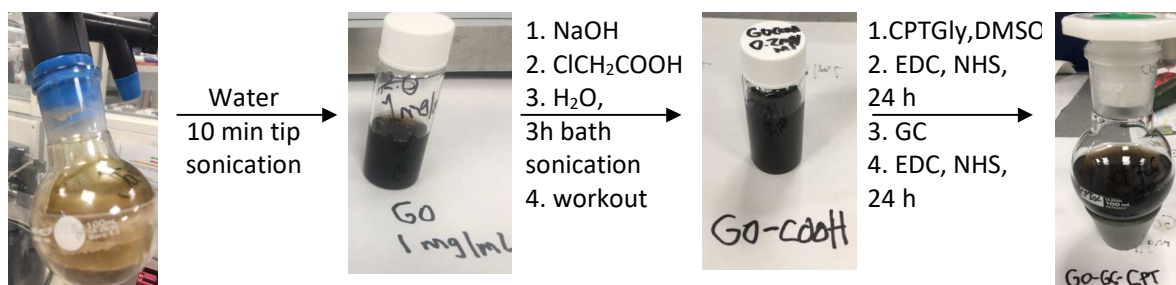 Water
10 min tip
sonication
GO
1 mg/mL
1. NaOH
2. ClCH₂COOH
3. H₂O,
3h bath
sonication
4. workout
GO-COOH
1.CPTGly,DMSO
2. EDC, NHS,
24 h
3. GC
4. EDC, NHS,
24 h
100 ml
GO-GC-CPT